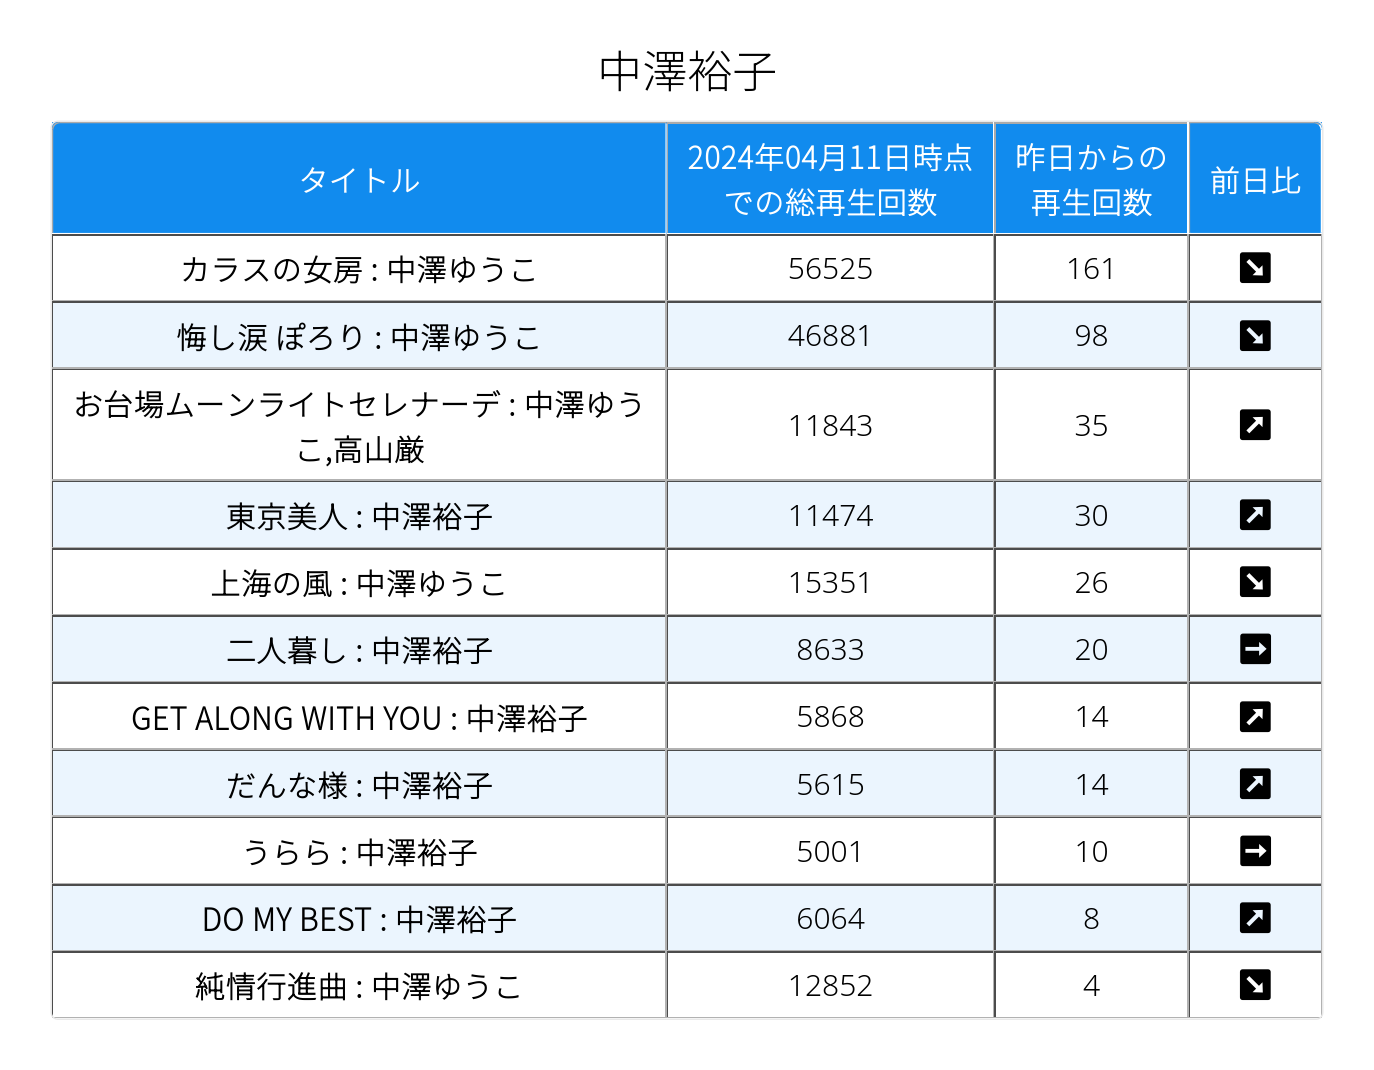 中澤裕子
タイトル
2024年04月11日時点
での総再生回数
昨日からの
再生回数
前日比
カラスの女房 : 中澤ゆうこ 56525 161 ↘
悔し涙 ぽろり : 中澤ゆうこ 46881 98 ↘
お台場ムーンライトセレナーデ : 中澤ゆう
こ,高山厳 11843 35 ↗
東京美人 : 中澤裕子 11474 30 ↗
上海の風 : 中澤ゆうこ 15351 26 ↘
二人暮し : 中澤裕子 8633 20 →
GET ALONG WITH YOU : 中澤裕子 5868 14 ↗
だんな様 : 中澤裕子 5615 14 ↗
うらら : 中澤裕子 5001 10 →
DO MY BEST : 中澤裕子 6064 8 ↗
純情行進曲 : 中澤ゆうこ 12852 4 ↘